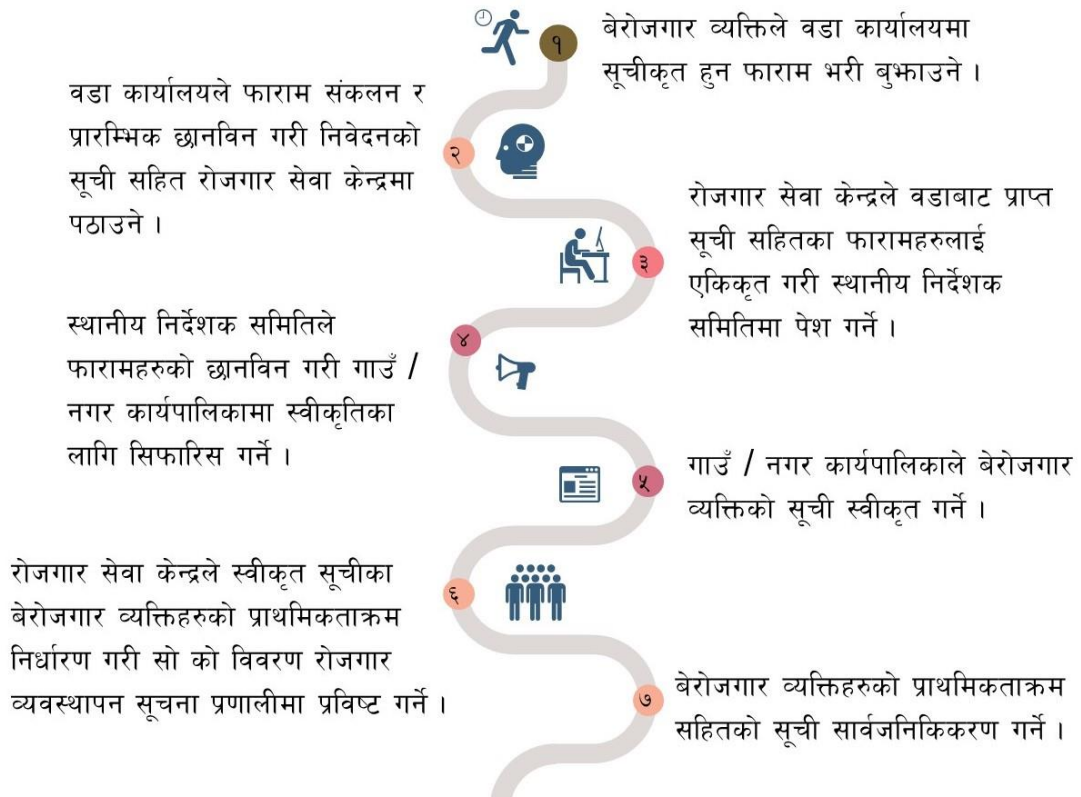 १
बेरोजगार व्यक्तिले वडा कार्यालयमा
सूचीकृत हुन फाराम भरी बुझाउने ।
२
वडा कार्यालयले फाराम संकलन र
प्रारम्भिक छानविन गरी निवेदनको
सूची सहित रोजगार सेवा केन्द्रमा
पठाउने ।
३
रोजगार सेवा केन्द्रले वडाबाट प्राप्त
सूची सहितका फारामहरुलाई
एकिकृत गरी स्थानीय निर्देशक
समितिमा पेश गर्ने ।
४
स्थानीय निर्देशक समितिले
फारामहरुको छानविन गरी गाउँ /
नगर कार्यपालिकामा स्वीकृतिका
लागि सिफारिस गर्ने ।
५
गाउँ / नगर कार्यपालिकाले बेरोजगार
व्यक्तिको सूची स्वीकृत गर्ने ।
६
रोजगार सेवा केन्द्रले स्वीकृत सूचीका
बेरोजगार व्यक्तिहरुको प्राथमिकताक्रम
निर्धारण गरी सो को विवरण रोजगार
व्यवस्थापन सूचना प्रणालीमा प्रविष्ट गर्ने ।
७
बेरोजगार व्यक्तिहरुको प्राथमिकताक्रम
सहितको सूची सार्वजनिकिकरण गर्ने ।